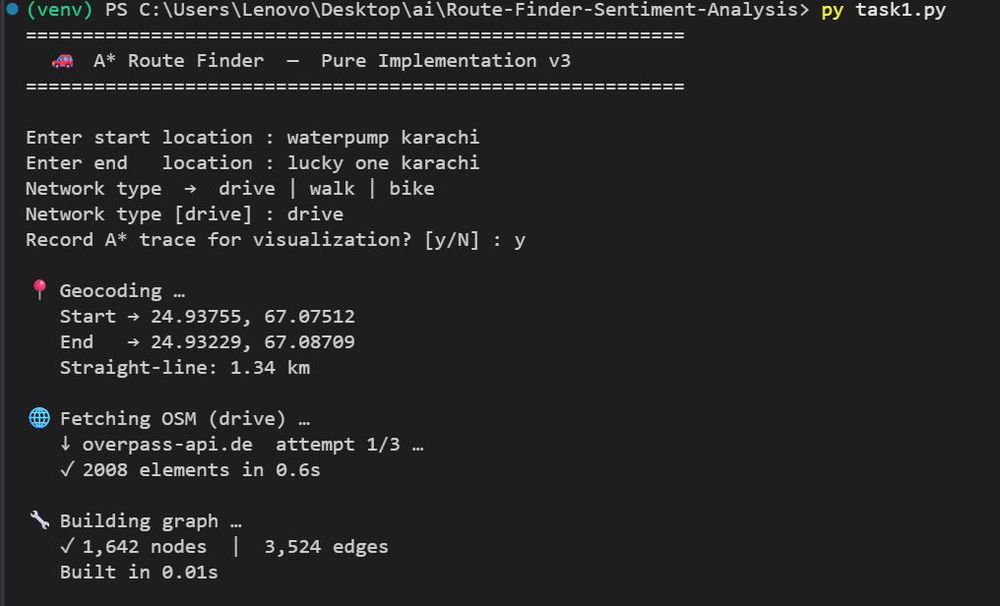 (venv) PS C:\Users\Lenovo\Desktop\ai\Route-Finder-Sentiment-Analysis> py task1.py
==========================================================
🚗 A* Route Finder — Pure Implementation v3
==========================================================
Enter start location : waterpump karachi
Enter end   location : lucky one karachi
Network type  →  drive | walk | bike
Network type [drive] : drive
Record A* trace for visualization? [y/N] : y
📍 Geocoding …
Start → 24.93755, 67.07512
End   → 24.93229, 67.08709
Straight-line: 1.34 km
🌐 Fetching OSM (drive) …
↓ overpass-api.de  attempt 1/3 …
✓ 2008 elements in 0.6s
🔧 Building graph …
✓ 1,642 nodes  |  3,524 edges
Built in 0.01s